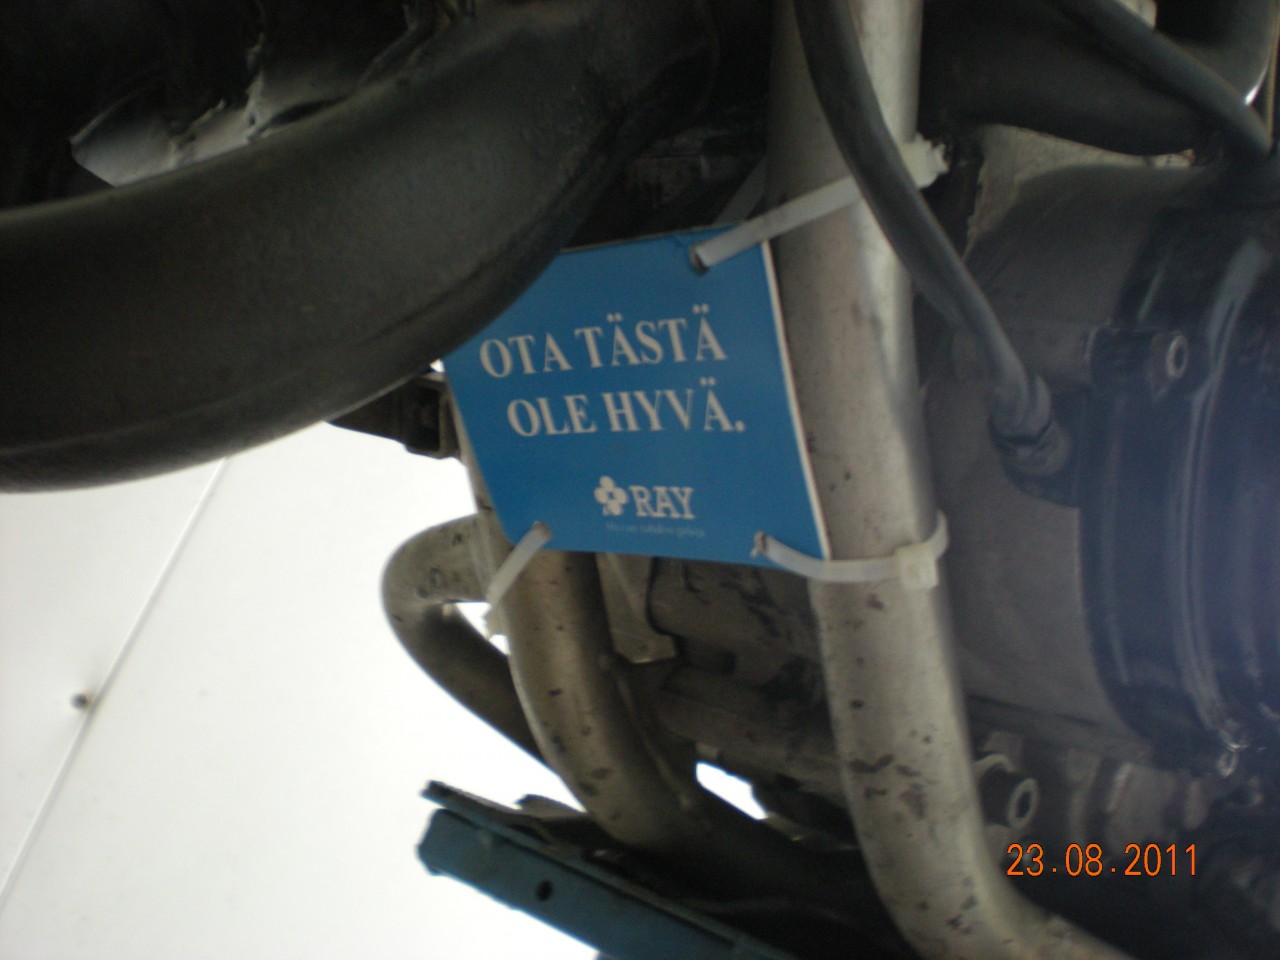 OTA TÄSTÄ
OLE HYVÄ.
RAY
23.08.2011